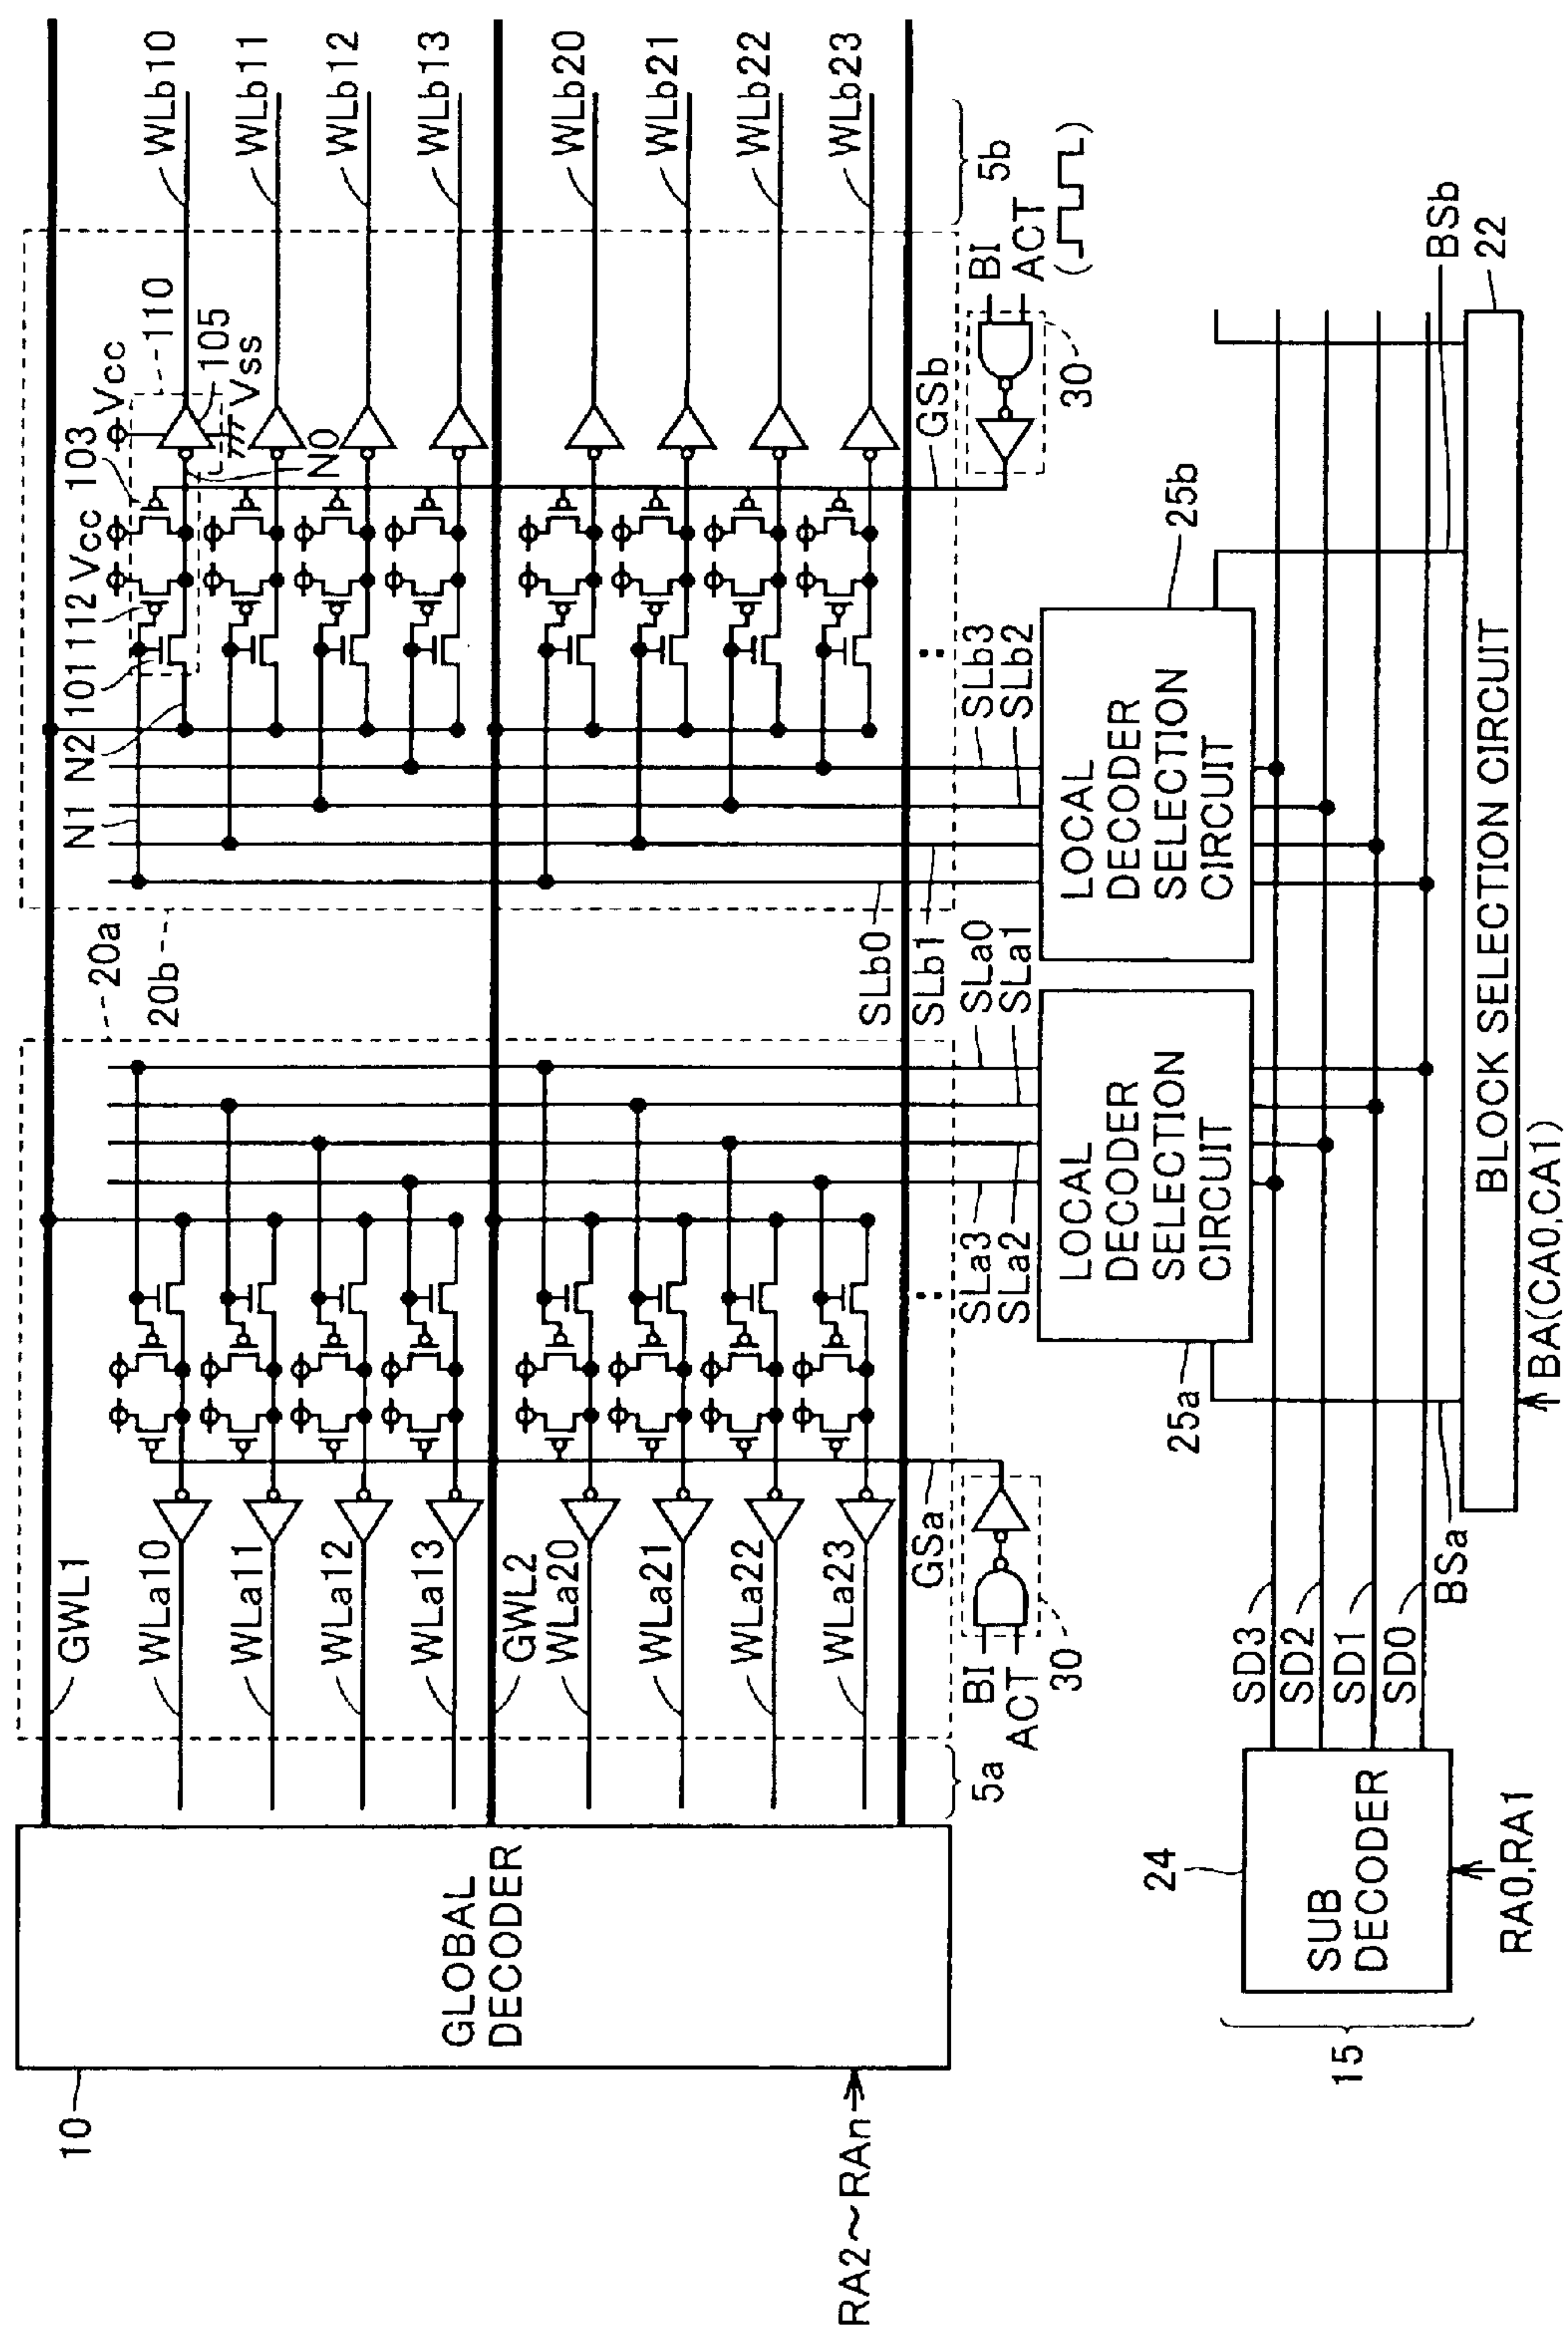 10
GLOBAL
DECODER
RA2~RAn
GWL1
WLa10
WLa11
WLa12
WLa13
GWL2
WLa20
WLa21
WLa22
WLa23
5a
20a
20b
GSa
BI
ACT
30
SLa3
SLa2
SLa0
SLa1
SLb0
SLb1
SLb3
SLb2
N1
N2
101
112
Vcc
103
Vcc
110
105
Vss
N0
WLb10
WLb11
WLb12
WLb13
WLb20
WLb21
WLb22
WLb23
5b
GSb
BI
ACT
( )
30
25a
LOCAL
DECODER
SELECTION
CIRCUIT
25b
LOCAL
DECODER
SELECTION
CIRCUIT
24
SUB
DECODER
RA0,RA1
15
SD3
SD2
SD1
SD0
BSa
BSb
22
BLOCK SELECTION CIRCUIT
BA(CA0,CA1)